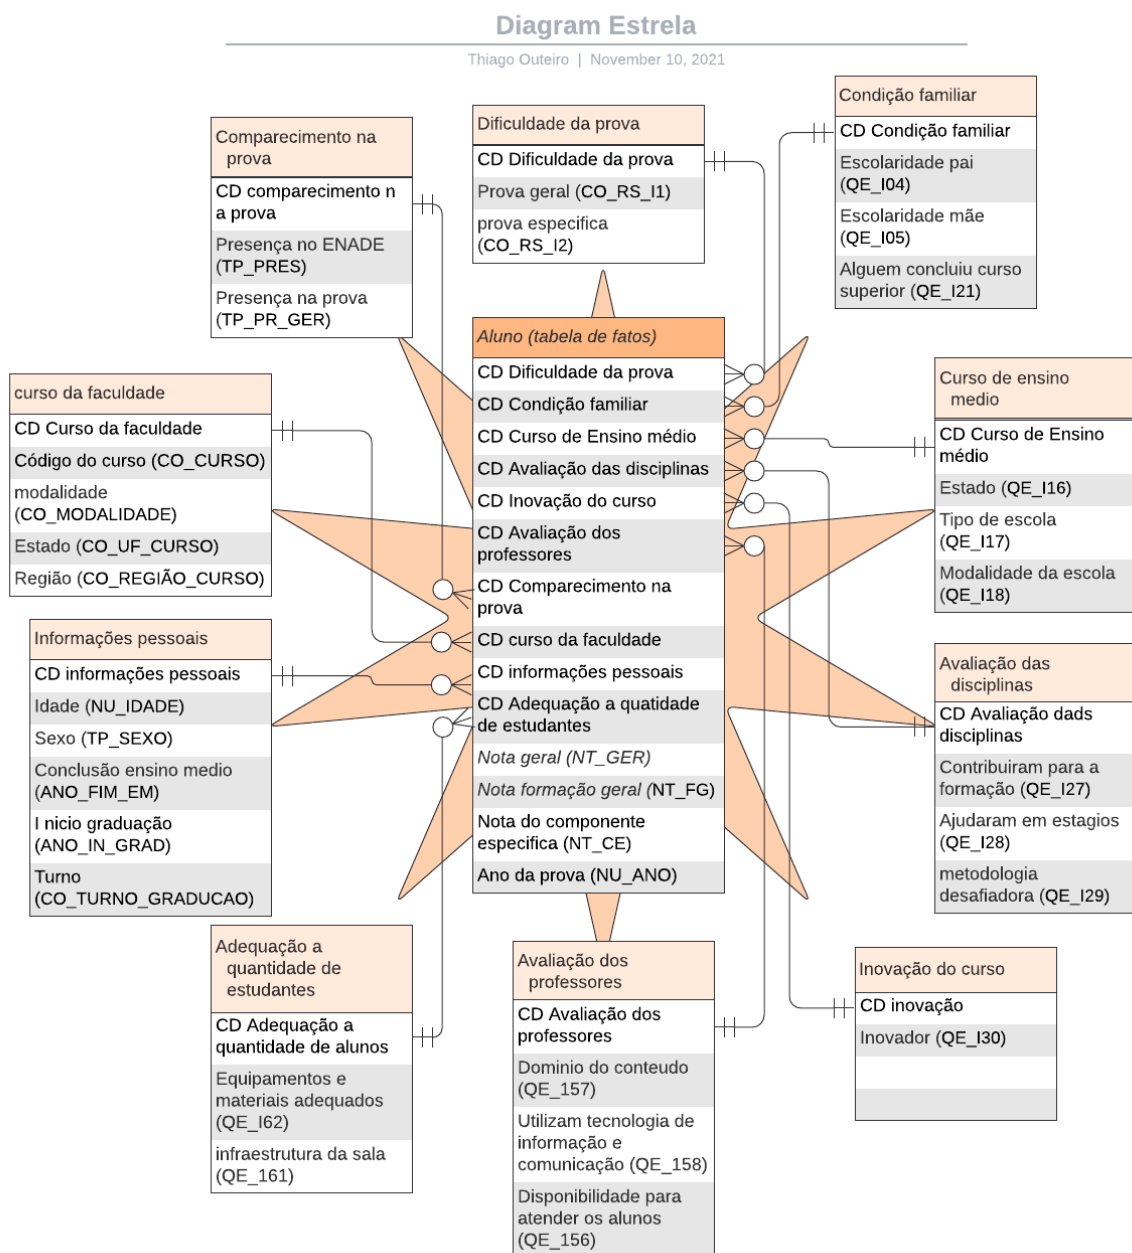 Diagram Estrela
Thiago Outeiro | November 10, 2021
Comparecimento na
prova
CD comparecimento n
a prova
Presença no ENADE
(TP_PRES)
Presença na prova
(TP_PR_GER)
Dificuldade da prova
CD Dificuldade da prova
Prova geral (CO_RS_I1)
prova especifica
(CO_RS_I2)
Condição familiar
CD Condição familiar
Escolaridade pai
(QE_I04)
Escolaridade mãe
(QE_I05)
Alguem concluiu curso
superior (QE_I21)
curso da faculdade
CD Curso da faculdade
Código do curso (CO_CURSO)
modalidade
(CO_MODALIDADE)
Estado (CO_UF_CURSO)
Região (CO_REGIÃO_CURSO)
Aluno (tabela de fatos)
CD Dificuldade da prova
CD Condição familiar
CD Curso de Ensino médio
CD Avaliação das disciplinas
CD Inovação do curso
CD Avaliação dos
professores
CD Comparecimento na
prova
CD curso da faculdade
CD informações pessoais
CD Adequação a quatidade
de estudantes
Nota geral (NT_GER)
Nota formação geral (NT_FG)
Nota do componente
especifica (NT_CE)
Ano da prova (NU_ANO)
Curso de ensino
medio
CD Curso de Ensino
médio
Estado (QE_I16)
Tipo de escola
(QE_I17)
Modalidade da escola
(QE_I18)
Informações pessoais
CD informações pessoais
Idade (NU_IDADE)
Sexo (TP_SEXO)
Conclusão ensino medio
(ANO_FIM_EM)
I nicio graduação
(ANO_IN_GRAD)
Turno
(CO_TURNO_GRADUCAO)
Avaliação das
disciplinas
CD Avaliação dads
disciplinas
Contribuiram para a
formação (QE_I27)
Ajudaram em estagios
(QE_I28)
metodologia
desafiadora (QE_I29)
Adequação a
quantidade de
estudantes
CD Adequação a
quantidade de alunos
Equipamentos e
materiais adequados
(QE_I62)
infraestrutura da sala
(QE_161)
Avaliação dos
professores
CD Avaliação dos
professores
Dominio do conteudo
(QE_157)
Utilizam tecnologia de
informação e
comunicação (QE_158)
Disponibilidade para
atender os alunos
(QE_156)
Inovação do curso
CD inovação
Inovador (QE_I30)